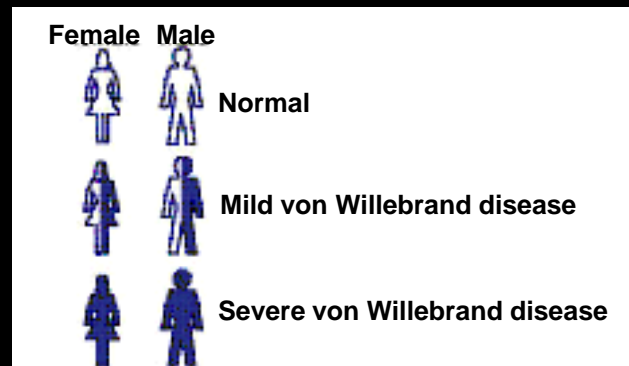 Female Male
Normal
Mild von Willebrand disease
Severe von Willebrand disease